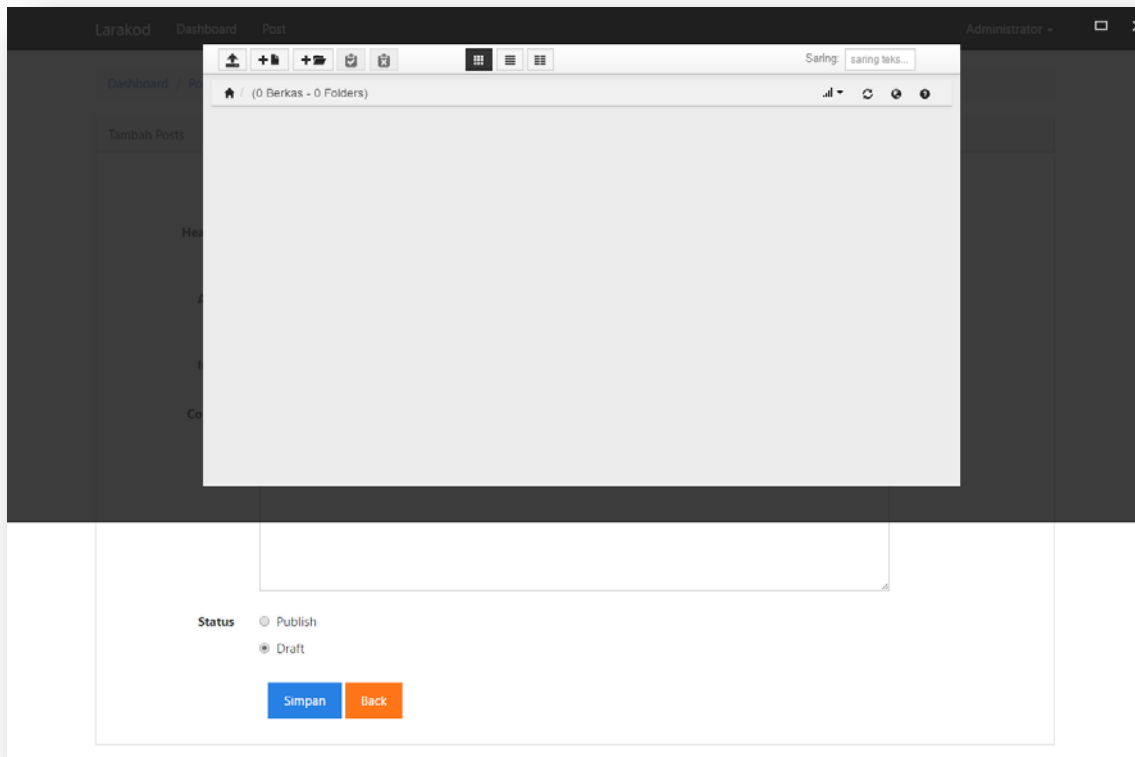 Larakod Dashboard Post Administrator
Saring: saring teks...
Dashboard /
(0 Berkas - 0 Folders)
Tambah Posts
Status Publish
Draft
Simpan Back